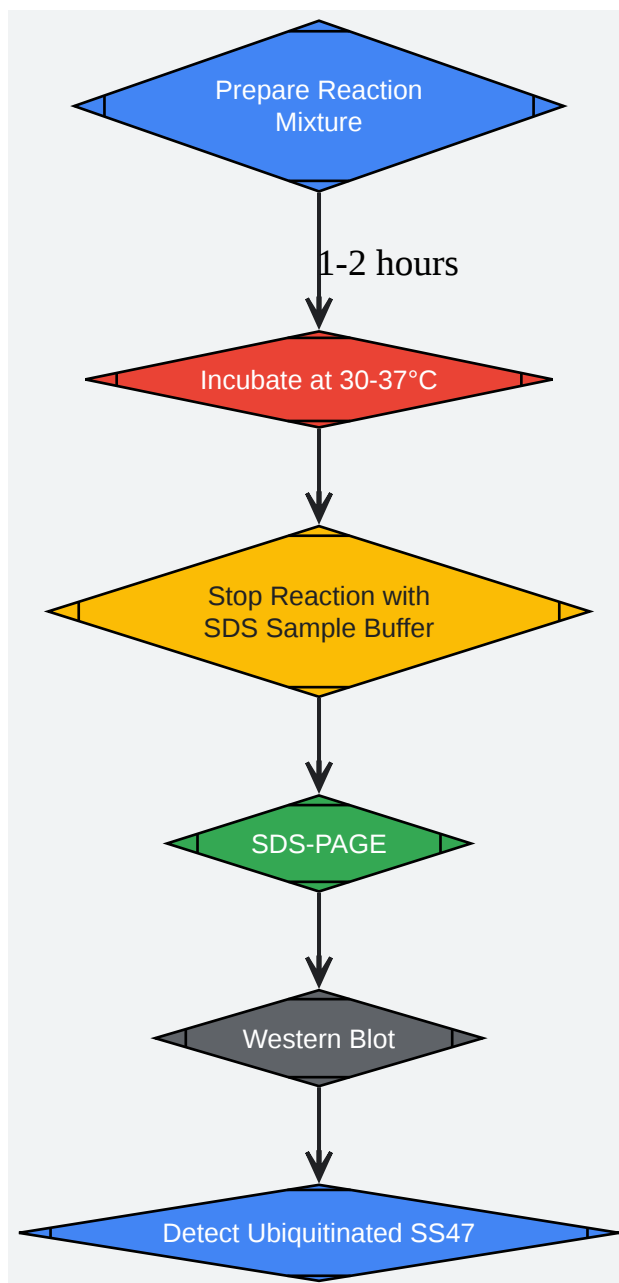 Prepare Reaction
Mixture
1-2 hours
Incubate at 30-37°C
Stop Reaction with
SDS Sample Buffer
SDS-PAGE
Western Blot
Detect Ubiquitinated SS47